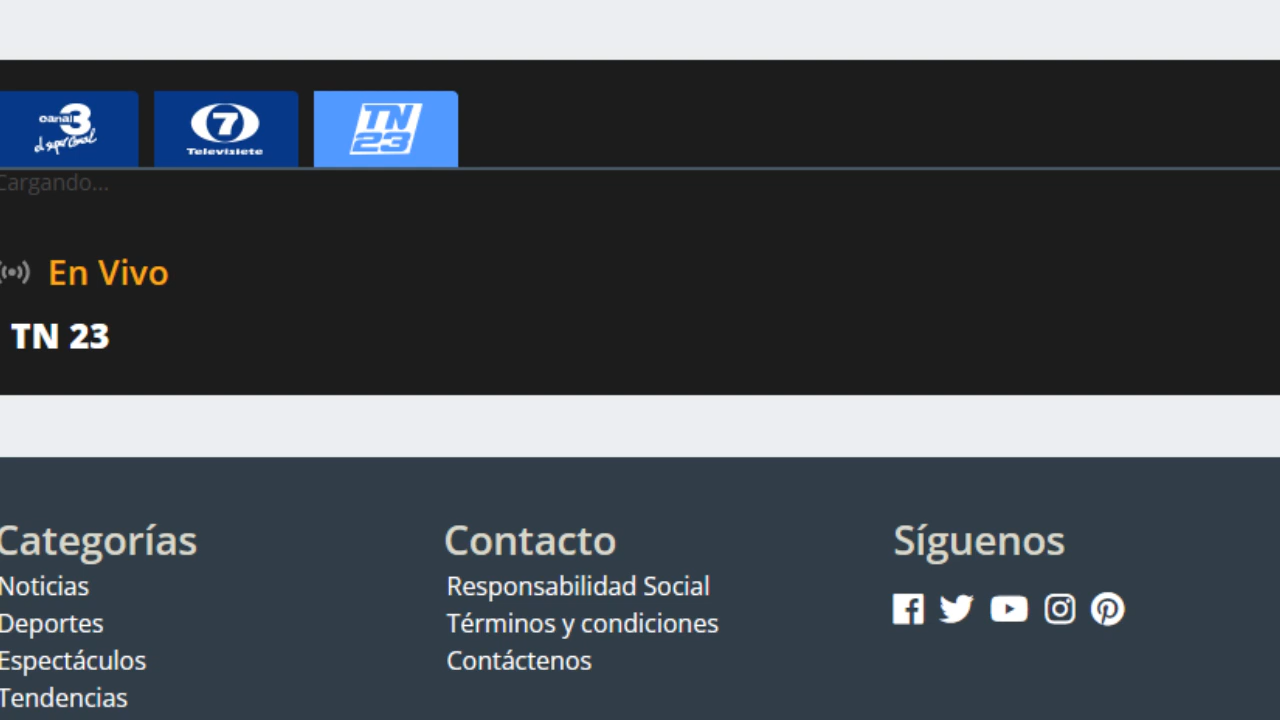 canal 3
el super canal
7
Televisiete
TN
23
Cargando...
En Vivo
TN 23
Categorías
Noticias
Deportes
Espectáculos
Tendencias
Contacto
Responsabilidad Social
Términos y condiciones
Contáctenos
Síguenos